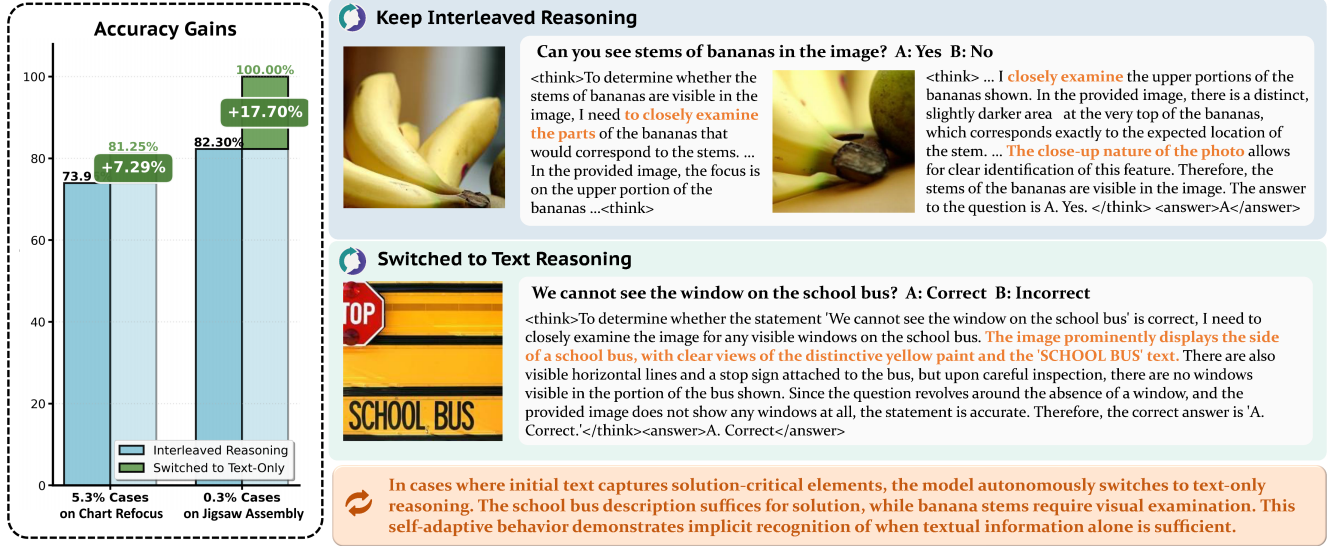 Accuracy Gains
100
80
60
40
20
0
100.00%
+17.70%
82.30%
81.25%
+7.29%
73.9
Interleaved Reasoning
Switched to Text-Only
5.3% Cases
on Chart Refocus
0.3% Cases
on Jigsaw Assembly
Keep Interleaved Reasoning
Can you see stems of bananas in the image? A: Yes B: No
<think>To determine whether the
stems of bananas are visible in the
image, I need to closely examine
the parts of the bananas that
would correspond to the stems. ...
In the provided image, the focus is
on the upper portion of the
bananas ...<think>
<think> ... I closely examine the upper portions of the
bananas shown. In the provided image, there is a distinct,
slightly darker area at the very top of the bananas,
which corresponds exactly to the expected location of
the stem. ... The close-up nature of the photo allows
for clear identification of this feature. Therefore, the
stems of the bananas are visible in the image. The answer
to the question is A. Yes. </think> <answer>A</answer>
Switched to Text Reasoning
TOP
SCHOOL BUS
We cannot see the window on the school bus? A: Correct B: Incorrect
<think>To determine whether the statement 'We cannot see the window on the school bus' is correct, I need to
closely examine the image for any visible windows on the school bus. The image prominently displays the side
of a school bus, with clear views of the distinctive yellow paint and the 'SCHOOL BUS' text. There are also
visible horizontal lines and a stop sign attached to the bus, but upon careful inspection, there are no windows
visible in the portion of the bus shown. Since the question revolves around the absence of a window, and the
provided image does not show any windows at all, the statement is accurate. Therefore, the correct answer is 'A.
Correct.'</think><answer>A. Correct</answer>
In cases where initial text captures solution-critical elements, the model autonomously switches to text-only
reasoning. The school bus description suffices for solution, while banana stems require visual examination. This
self-adaptive behavior demonstrates implicit recognition of when textual information alone is sufficient.